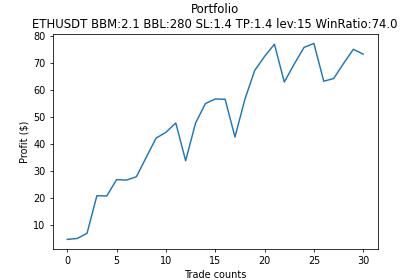 Portfolio
ETHUSDT BBM:2.1 BBL:280 SL:1.4 TP:1.4 lev:15 WinRatio:74.0
80
70
60
50
40
30
20
10
Profit ($)
0 5 10 15 20 25 30
Trade counts